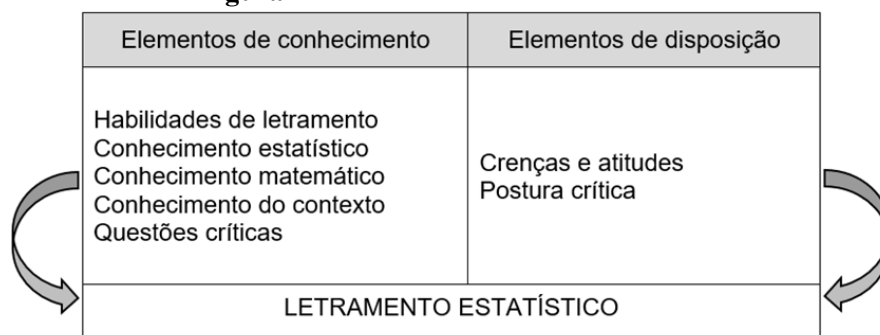 Elementos de conhecimento
Elementos de disposição
Habilidades de letramento
Conhecimento estatístico
Conhecimento matemático
Conhecimento do contexto
Questões críticas
Crenças e atitudes
Postura crítica
LETRAMENTO ESTATÍSTICO